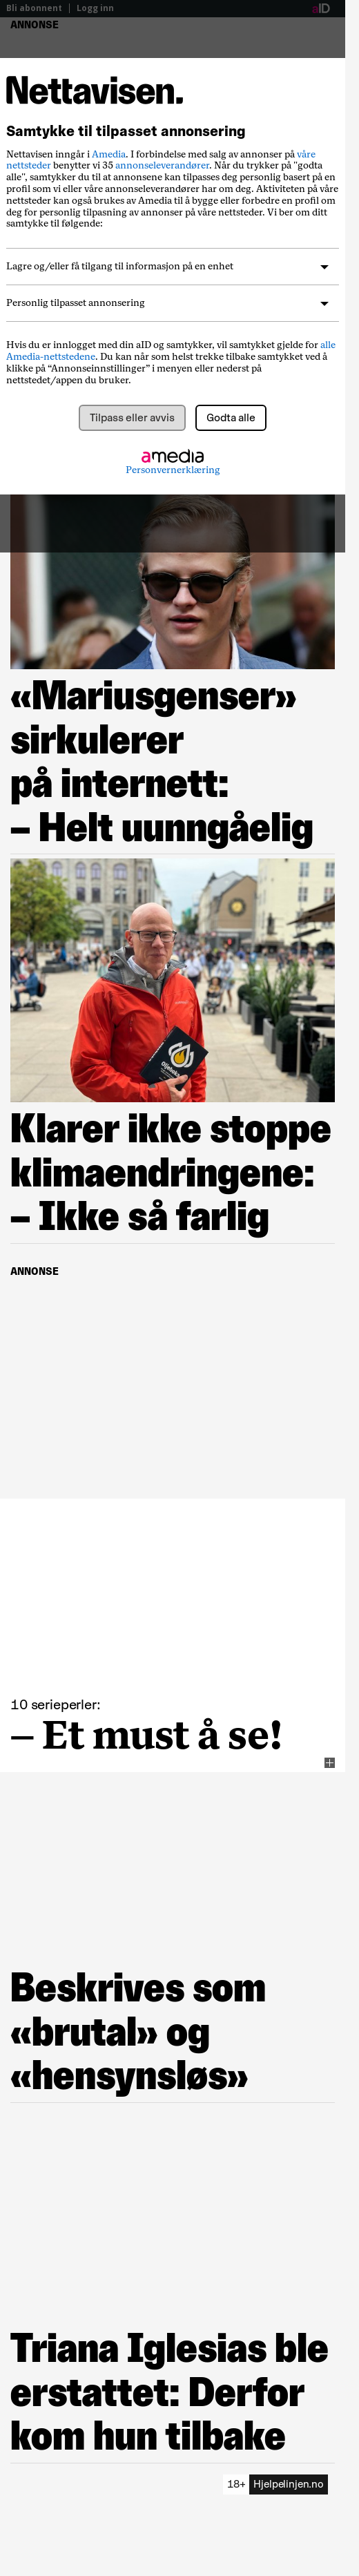 Bli abonnent | Logg inn
aID
ANNONSE
Nettavisen.
Samtykke til tilpasset annonsering
Nettavisen inngår i Amedia. I forbindelse med salg av annonser på våre
nettsteder benytter vi 35 annonseleverandører. Når du trykker på "godta
alle", samtykker du til at annonsene kan tilpasses deg personlig basert på en
profil som vi eller våre annonseleverandører har om deg. Aktiviteten på våre
nettsteder kan også brukes av Amedia til å bygge eller forbedre en profil om
deg for personlig tilpasning av annonser på våre nettsteder. Vi ber om ditt
samtykke til følgende:
Lagre og/eller få tilgang til informasjon på en enhet
Personlig tilpasset annonsering
Hvis du er innlogget med din aID og samtykker, vil samtykket gjelde for alle
Amedia-nettstedene. Du kan når som helst trekke tilbake samtykket ved å
klikke på “Annonseinnstillinger” i menyen eller nederst på
nettstedet/appen du bruker.
Tilpass eller avvis
Godta alle
amedia
Personvernerklæring
«Mariusgenser»
sirkulerer
på internett:
– Helt uunngåelig
Klarer ikke stoppe
klimaendringene:
– Ikke så farlig
ANNONSE
10 serieperler:
– Et must å se!
Beskrives som
«brutal» og
«hensynsløs»
Triana Iglesias ble
erstattet: Derfor
kom hun tilbake
18+ Hjelpelinjen.no